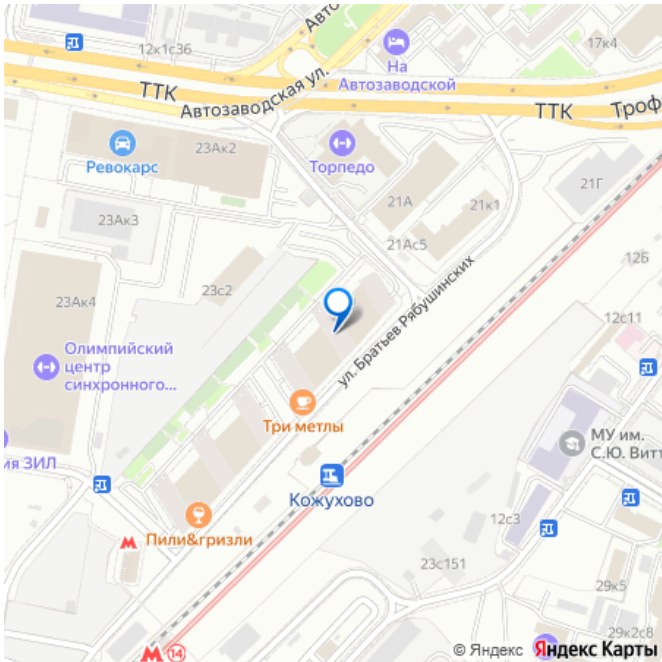 Авто
12к1с36
17к4
На
Автозаводской
ТТК
Автозаводская ул.
ТТК
Троф
23Ак2
Ревокарс
Торпедо
21Г
21А
21к1
23Ак3
21Ас5
12Б
23с2
23Ак4
ул. Братьев Рябушинских
12с11
Олимпийский
центр
синхронного...
Три метлы
МУ им.
С.Ю. Витт
ия ЗИЛ
Кожухово
12с3
Пили&гризли
23с151
29к5
29к2с8
14
© Яндекс Яндекс Карты